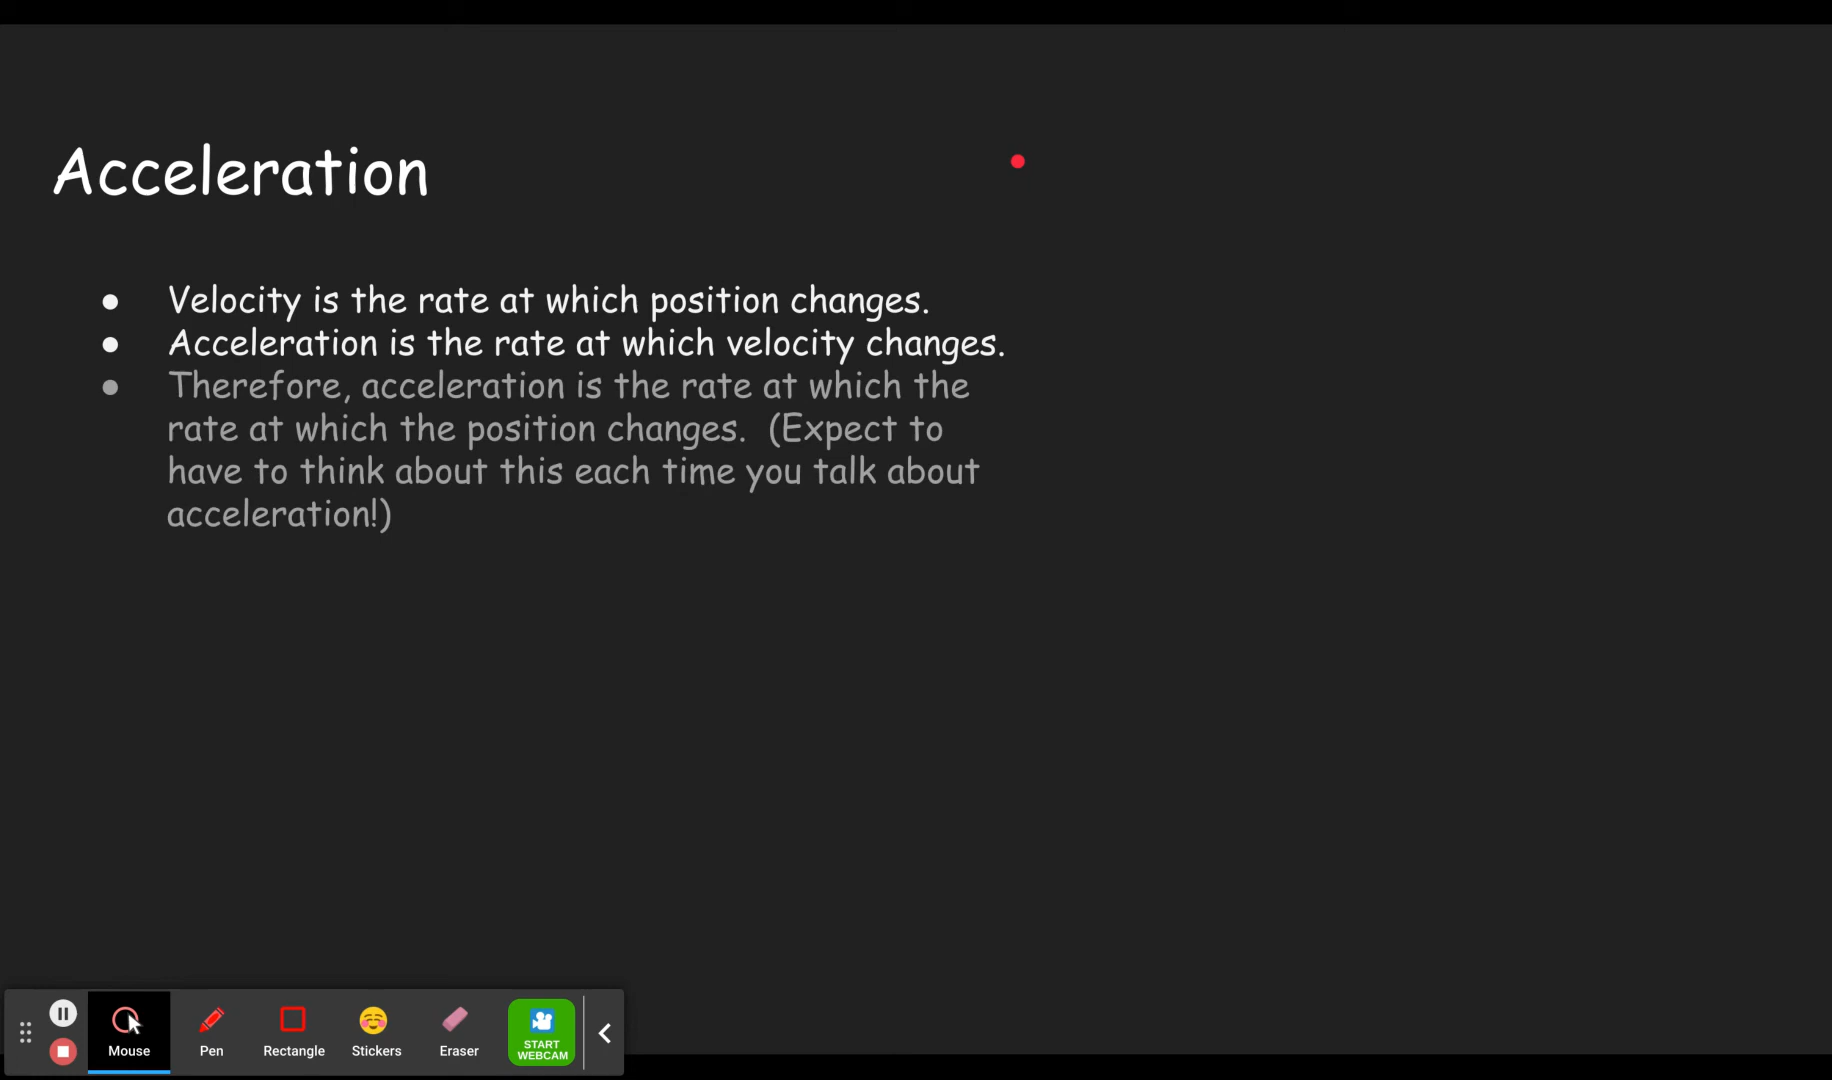 Acceleration
● Velocity is the rate at which position changes.
● Acceleration is the rate at which velocity changes.
● Therefore, acceleration is the rate at which the
rate at which the position changes.  (Expect to
have to think about this each time you talk about
acceleration!)
Mouse
Pen
Rectangle
Stickers
Eraser
START
WEBCAM